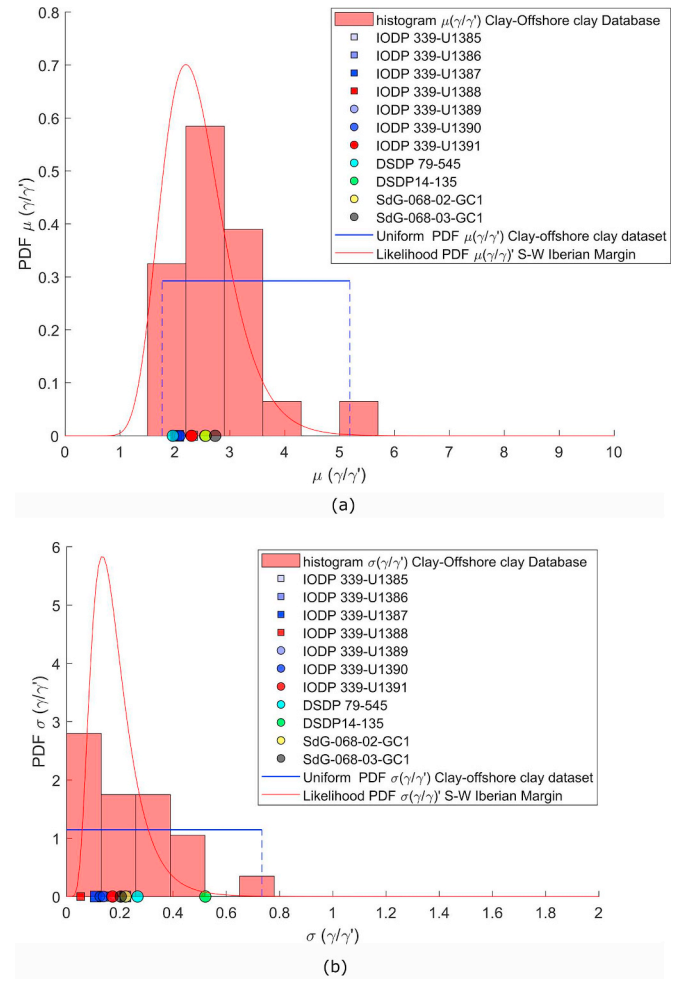 histogram μ(γ/γ') Clay-Offshore clay Database
IODP 339-U1385
IODP 339-U1386
IODP 339-U1387
IODP 339-U1388
IODP 339-U1389
IODP 339-U1390
IODP 339-U1391
DSDP 79-545
DSDP14-135
SdG-068-02-GC1
SdG-068-03-GC1
Uniform PDF μ(γ/γ') Clay-offshore clay dataset
Likelihood PDF μ(γ/γ)' S-W Iberian Margin
PDF μ (γ/γ')
0.8
0.7
0.6
0.5
0.4
0.3
0.2
0.1
0
0 1 2 3 4 5 6 7 8 9 10
μ (γ/γ')
(a)
histogram σ(γ/γ') Clay-Offshore clay Database
IODP 339-U1385
IODP 339-U1386
IODP 339-U1387
IODP 339-U1388
IODP 339-U1389
IODP 339-U1390
IODP 339-U1391
DSDP 79-545
DSDP14-135
SdG-068-02-GC1
SdG-068-03-GC1
Uniform PDF σ(γ/γ') Clay-offshore clay dataset
Likelihood PDF σ(γ/γ)' S-W Iberian Margin
PDF σ (γ/γ')
6
5
4
3
2
1
0
0 0.2 0.4 0.6 0.8 1 1.2 1.4 1.6 1.8 2
σ (γ/γ')
(b)